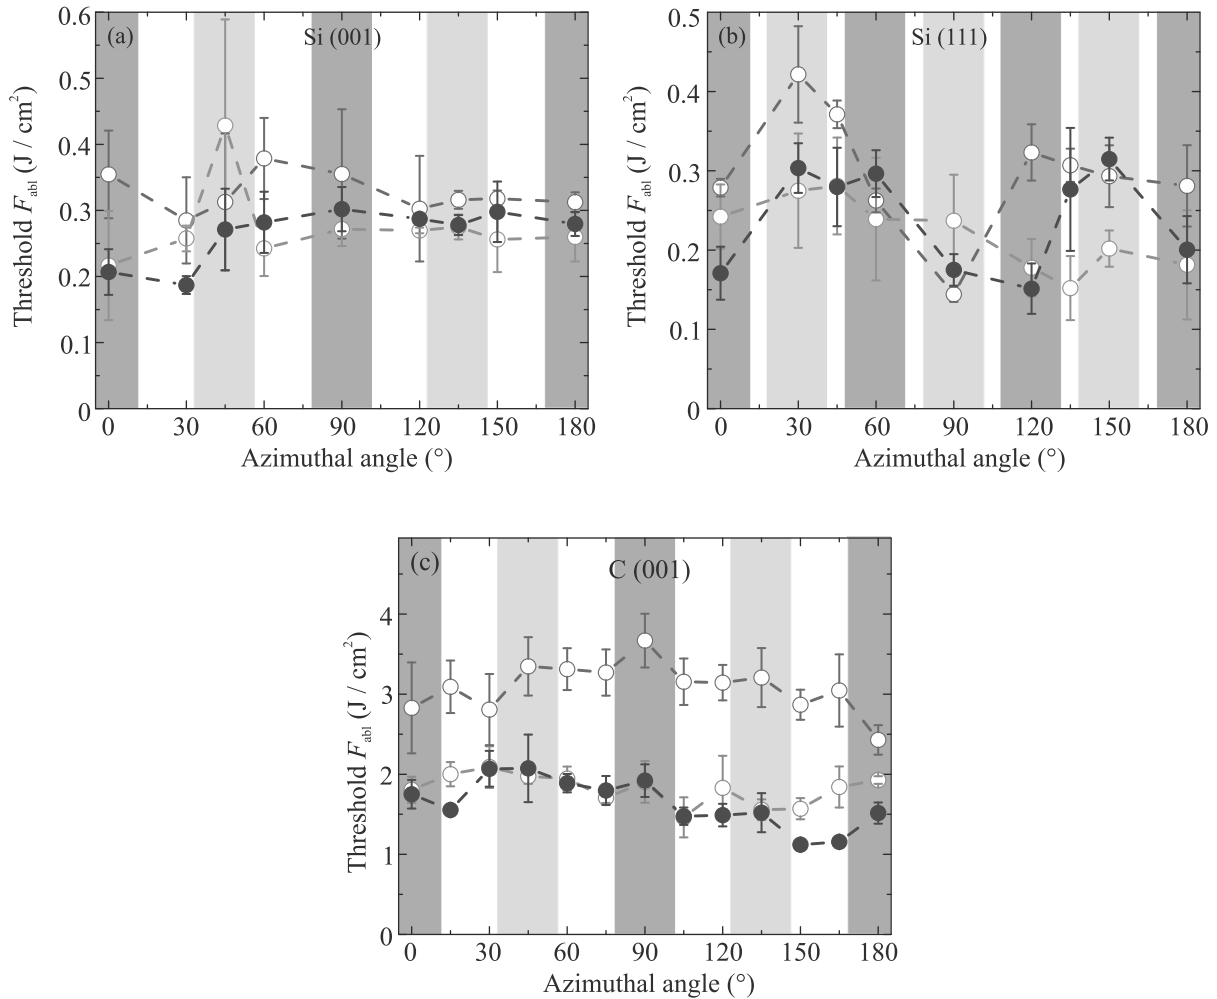 (a)
Si (001)
0.6
0.5
0.4
0.3
0.2
0.1
0
Threshold Fabl (J / cm2)
0 30 60 90 120 150 180
Azimuthal angle (°)
(b)
Si (111)
0.5
0.4
0.3
0.2
0.1
0
Threshold Fabl (J / cm2)
0 30 60 90 120 150 180
Azimuthal angle (°)
(c)
C (001)
4
3
2
1
0
Threshold Fabl (J / cm2)
0 30 60 90 120 150 180
Azimuthal angle (°)